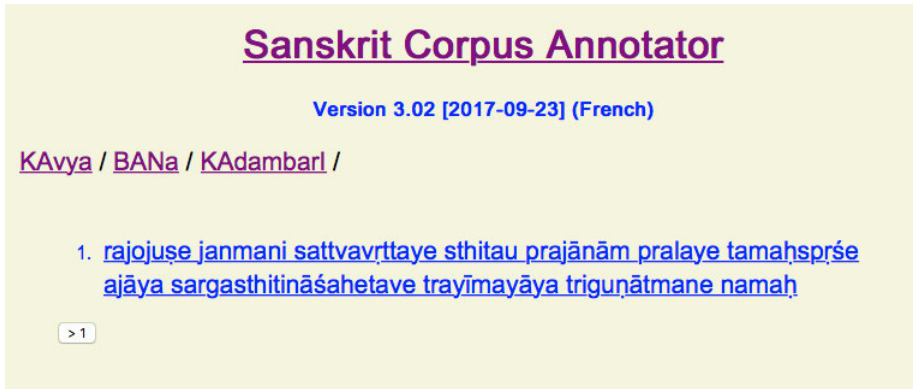 Sanskrit Corpus Annotator
Version 3.02 [2017-09-23] (French)
KAvya / BANa / KAdambarI /
1. rajojuṣe janmani sattvavṛttaye sthitau prajānām pralaye tamaḥspṛśe
ajāya sargasthitināśahetave trayīmayāya triguṇātmane namaḥ
> 1